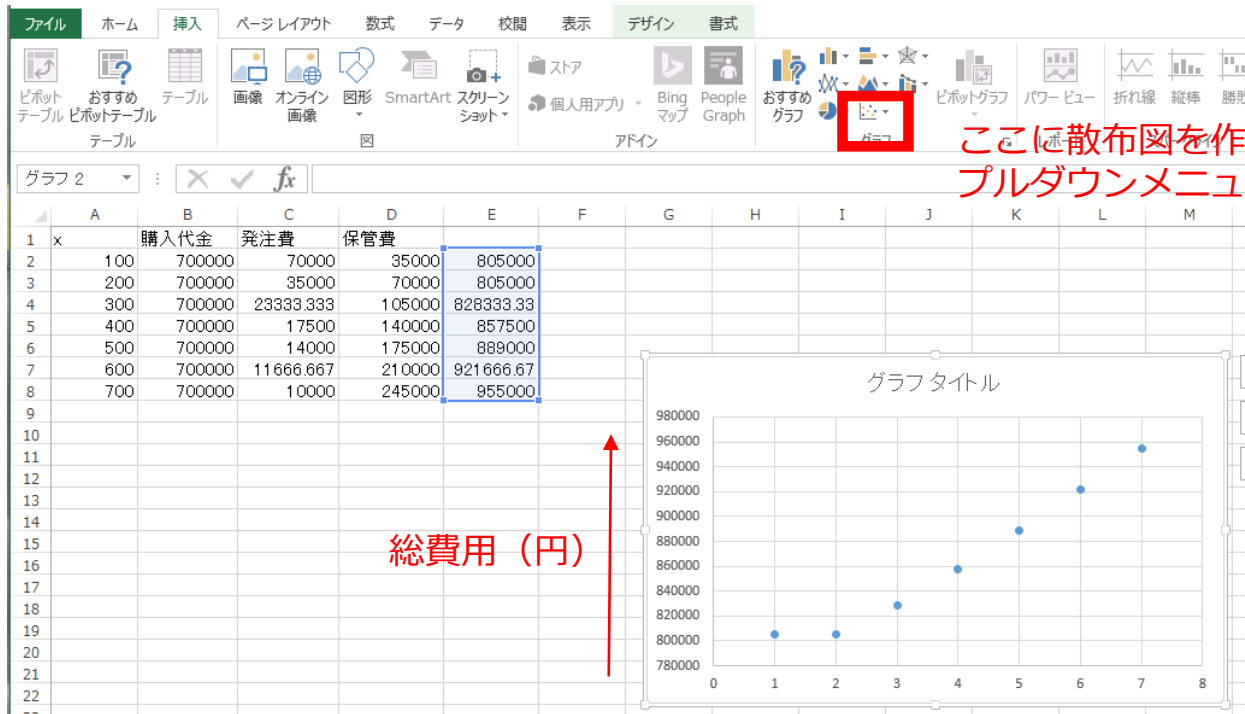 ファイル ホーム 挿入 ページ レイアウト 数式 データ 校閲 表示 デザイン 書式
ピボット
テーブル
おすすめ
ピボットテーブル
テーブル
テーブル
画像
オンライン
画像
図形
SmartArt
スクリーン
ショット
図
ストア
個人用アプリ
Bing
マップ
People
Graph
アドイン
おすすめ
グラフ
ピボットグラフ
グラフ
パワー ビュー
レポ
折れ線
縦棒
勝敗
ここに散布図を作
プルダウンメニュ
グラフ 2 fx
A B C D E F G H I J K L M
1 x 購入代金 発注費 保管費
2 100 700000 70000 35000 805000
3 200 700000 35000 70000 805000
4 300 700000 23333.333 105000 828333.33
5 400 700000 17500 140000 857500
6 500 700000 14000 175000 889000
7 600 700000 11666.667 210000 921666.67
8 700 700000 10000 245000 955000
9
10
11
12
13
14
15
16
17
18
19
20
21
22
総費用（円）
グラフ タイトル
980000
960000
940000
920000
900000
880000
860000
840000
820000
800000
780000
0 1 2 3 4 5 6 7 8